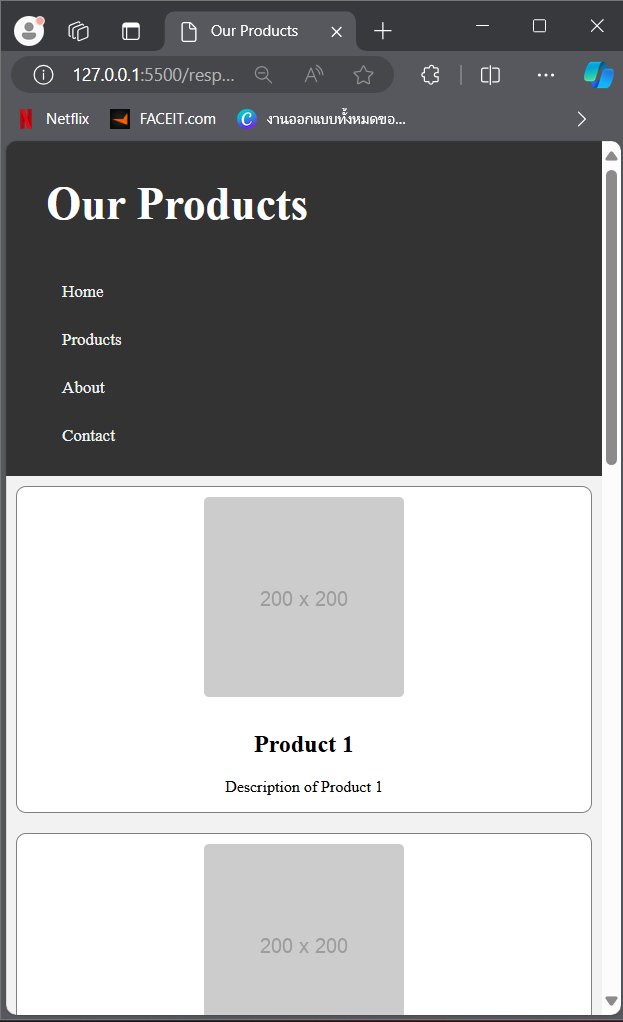 Our Products
127.0.0.1:5500/resp...
Netflix
FACEIT.com
งานออกแบบทั้งหมดขอ...
Our Products
Home
Products
About
Contact
200 x 200
Product 1
Description of Product 1
200 x 200